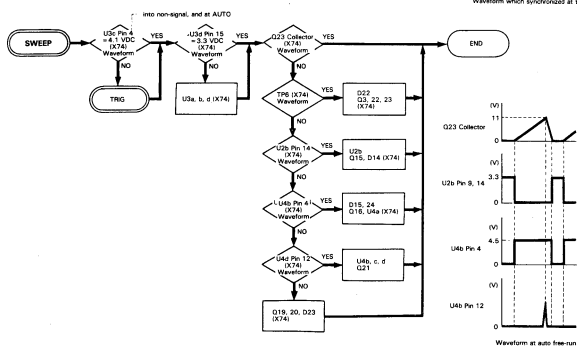 Waveform which synchronized at
into non-signal, and at AUTO
SWEEP
U3c Pin 4
= 4.1 VDC
(X74)
Waveform
YES
NO
TRIG
U3d Pin 15
= 3.3 VDC
(X74)
Waveform
YES
NO
U3a, b, d (X74)
Q23 Collector
(X74)
Waveform
YES
NO
END
TP6 (X74)
Waveform
YES
NO
D22
Q3, 22, 23
(X74)
U2b Pin 14
(X74)
Waveform
YES
NO
U2b
Q15, D14 (X74)
U4b Pin 4
(X74)
Waveform
YES
NO
D15, 24
Q16, U4a (X74)
U4d Pin 12
(X74)
Waveform
YES
NO
U4b, c, d
Q21
Q19, 20, D23
(X74)
(V)
11
Q23 Collector
0
(V)
3.3
U2b Pin 9, 14
0
(V)
4.5
U4b Pin 4
0
(V)
U4b Pin 12
0
Waveform at auto free-run